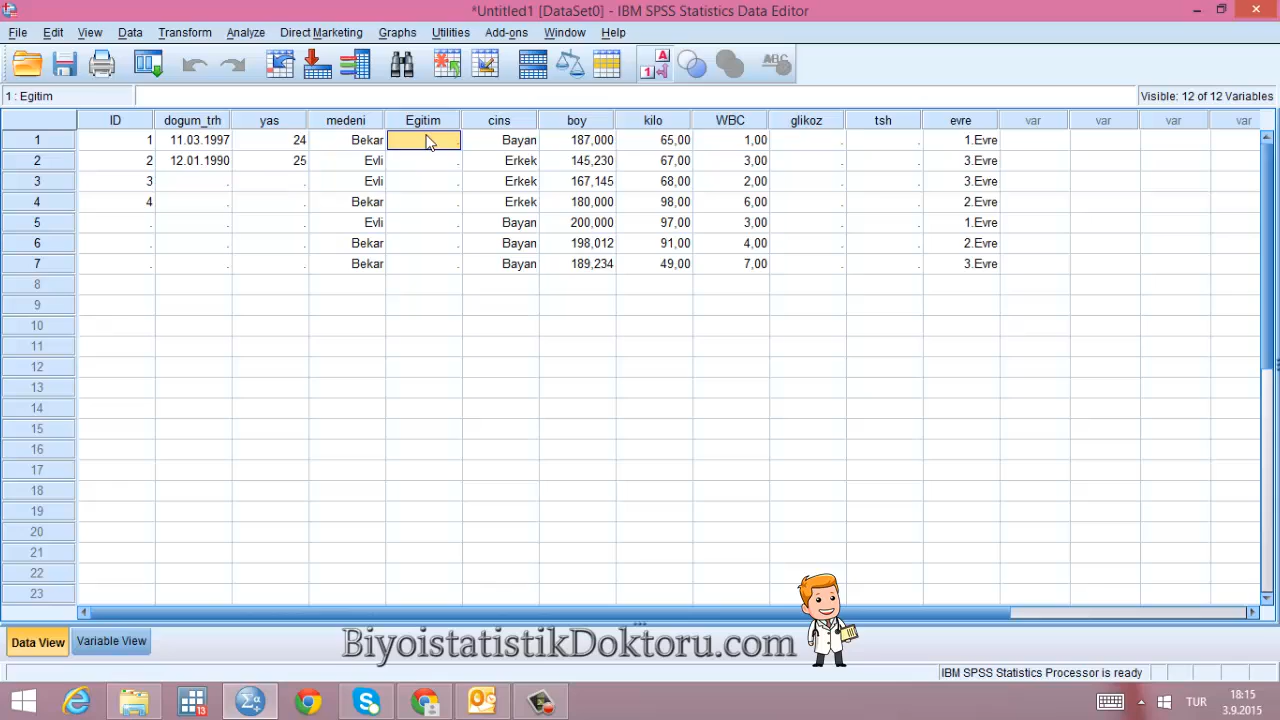 *Untitled1 [DataSet0] - IBM SPSS Statistics Data Editor
File Edit View Data Transform Analyze Direct Marketing Graphs Utilities Add-ons Window Help
1 : Egitim Visible: 12 of 12 Variables
ID dogum_trh yas medeni Egitim cins boy kilo WBC glikoz tsh evre var var var var
1 1 11.03.1997 24 Bekar . Bayan 187,000 65,00 1,00 . . 1.Evre
2 2 12.01.1990 25 Evli . Erkek 145,230 67,00 3,00 . . 3.Evre
3 3 . . Evli . Erkek 167,145 68,00 2,00 . . 3.Evre
4 4 . . Bekar . Erkek 180,000 98,00 6,00 . . 2.Evre
5 . . . Evli . Bayan 200,000 97,00 3,00 . . 1.Evre
6 . . . Bekar . Bayan 198,012 91,00 4,00 . . 2.Evre
7 . . . Bekar . Bayan 189,234 49,00 7,00 . . 3.Evre
8
9
10
11
12
13
14
15
16
17
18
19
20
21
22
23
Data View Variable View
BiyoistatistikDoktoru.com
IBM SPSS Statistics Processor is ready
TUR 18:15
3.9.2015